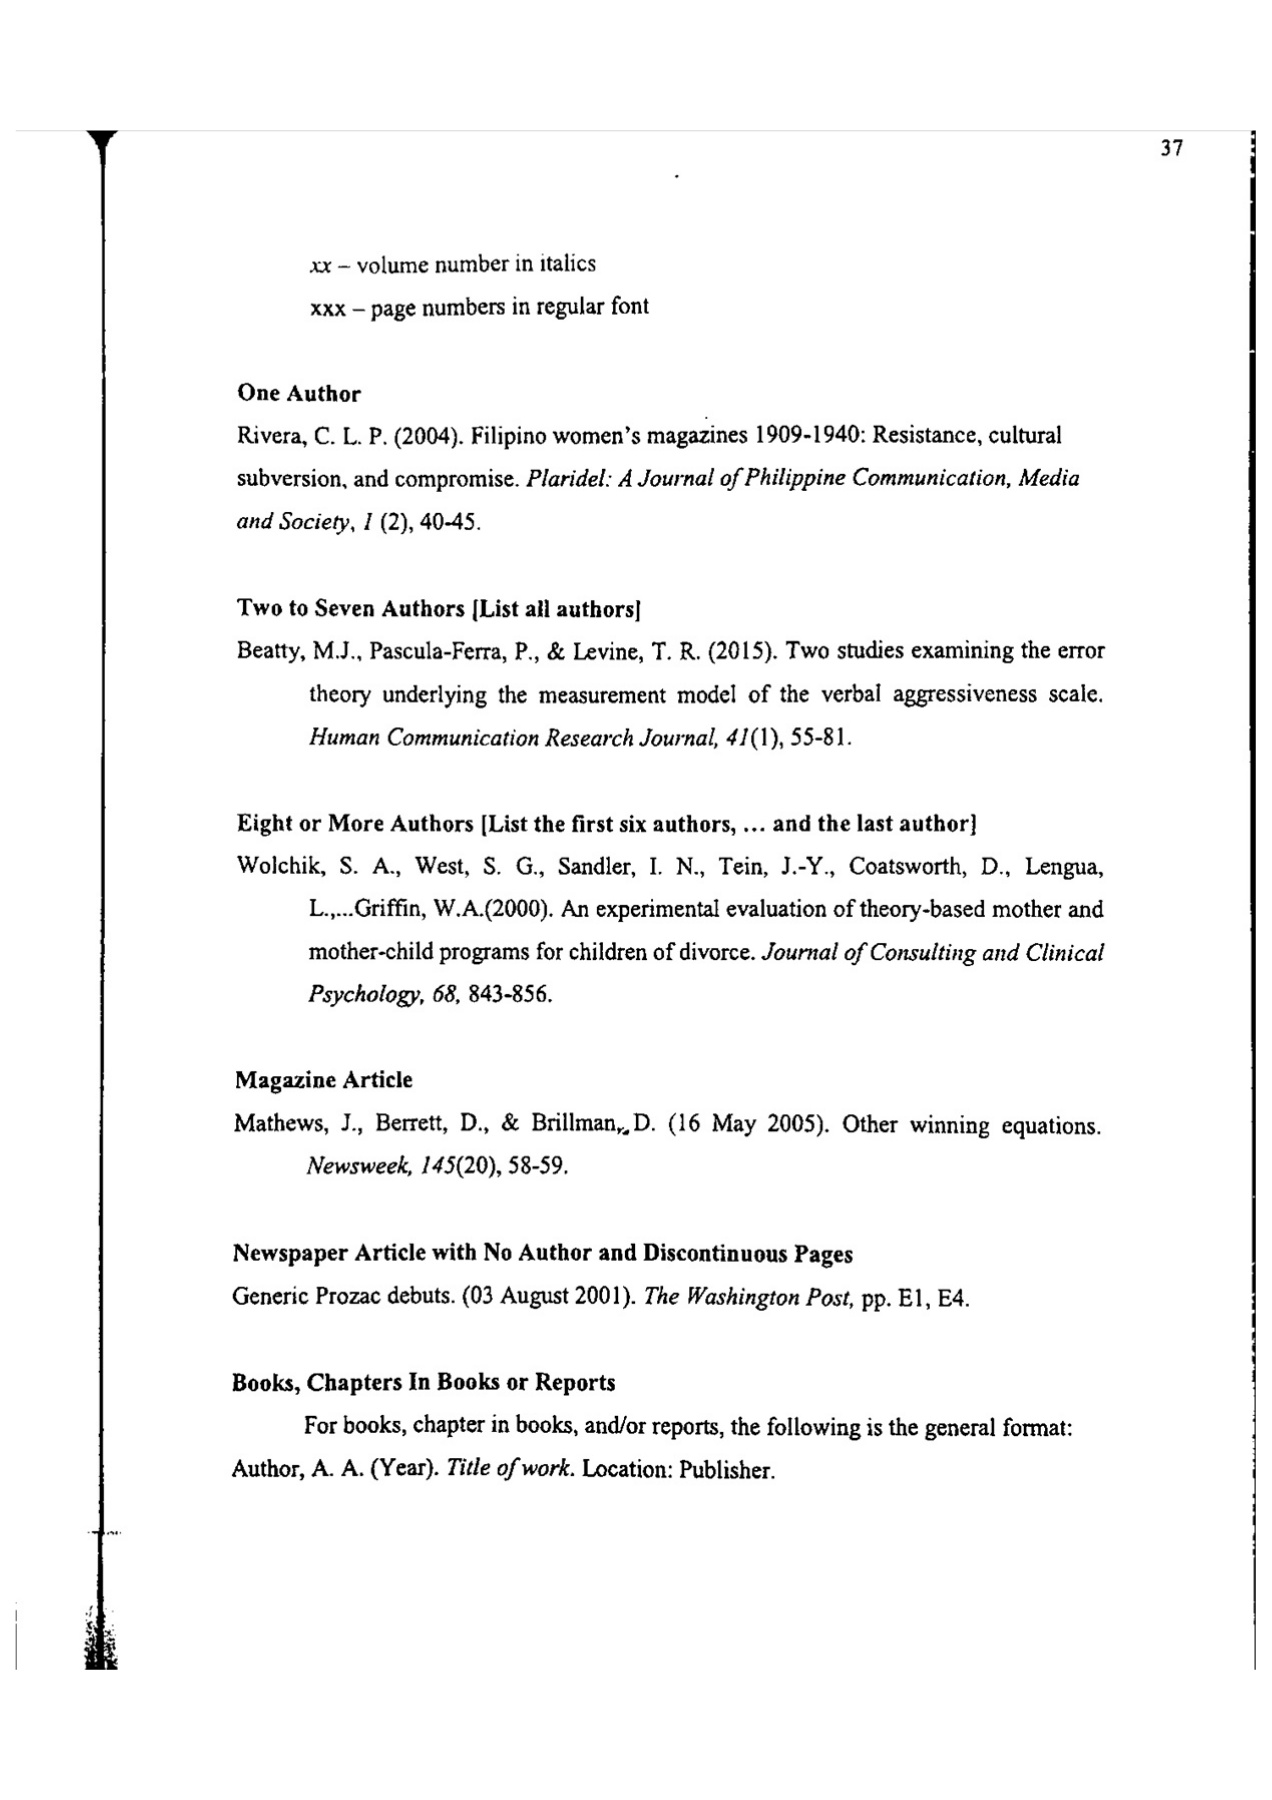 37
xx – volume number in italics
xxx – page numbers in regular font
One Author
Rivera, C. L. P. (2004). Filipino women's magazines 1909-1940: Resistance, cultural
subversion, and compromise. Plaridel: A Journal of Philippine Communication, Media
and Society, 1 (2), 40-45.
Two to Seven Authors [List all authors]
Beatty, M.J., Pascula-Ferra, P., & Levine, T. R. (2015). Two studies examining the error
theory underlying the measurement model of the verbal aggressiveness scale.
Human Communication Research Journal, 41(1), 55-81.
Eight or More Authors [List the first six authors, ... and the last author]
Wolchik, S. A., West, S. G., Sandler, I. N., Tein, J.-Y., Coatsworth, D., Lengua,
L.,...Griffin, W.A.(2000). An experimental evaluation of theory-based mother and
mother-child programs for children of divorce. Journal of Consulting and Clinical
Psychology, 68, 843-856.
Magazine Article
Mathews, J., Berrett, D., & Brillman, D. (16 May 2005). Other winning equations.
Newsweek, 145(20), 58-59.
Newspaper Article with No Author and Discontinuous Pages
Generic Prozac debuts. (03 August 2001). The Washington Post, pp. E1, E4.
Books, Chapters In Books or Reports
For books, chapter in books, and/or reports, the following is the general format:
Author, A. A. (Year). Title of work. Location: Publisher.